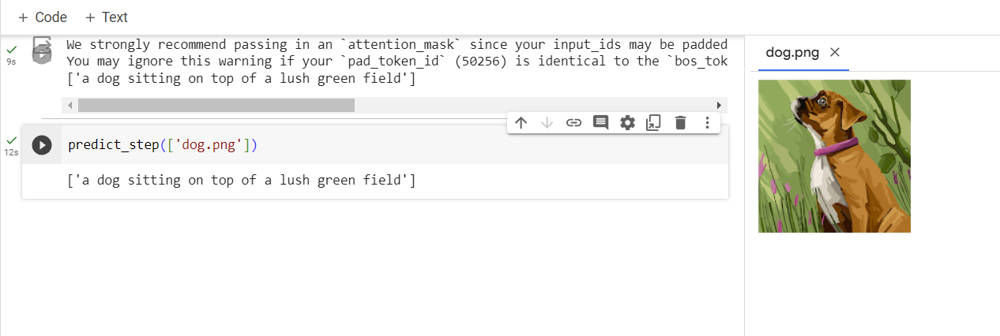 + Code + Text
We strongly recommend passing in an `attention_mask` since your input_ids may be padded
9s
You may ignore this warning if your `pad_token_id` (50256) is identical to the `bos_tok
['a dog sitting on top of a lush green field']
12s
predict_step(['dog.png'])
['a dog sitting on top of a lush green field']
dog.png